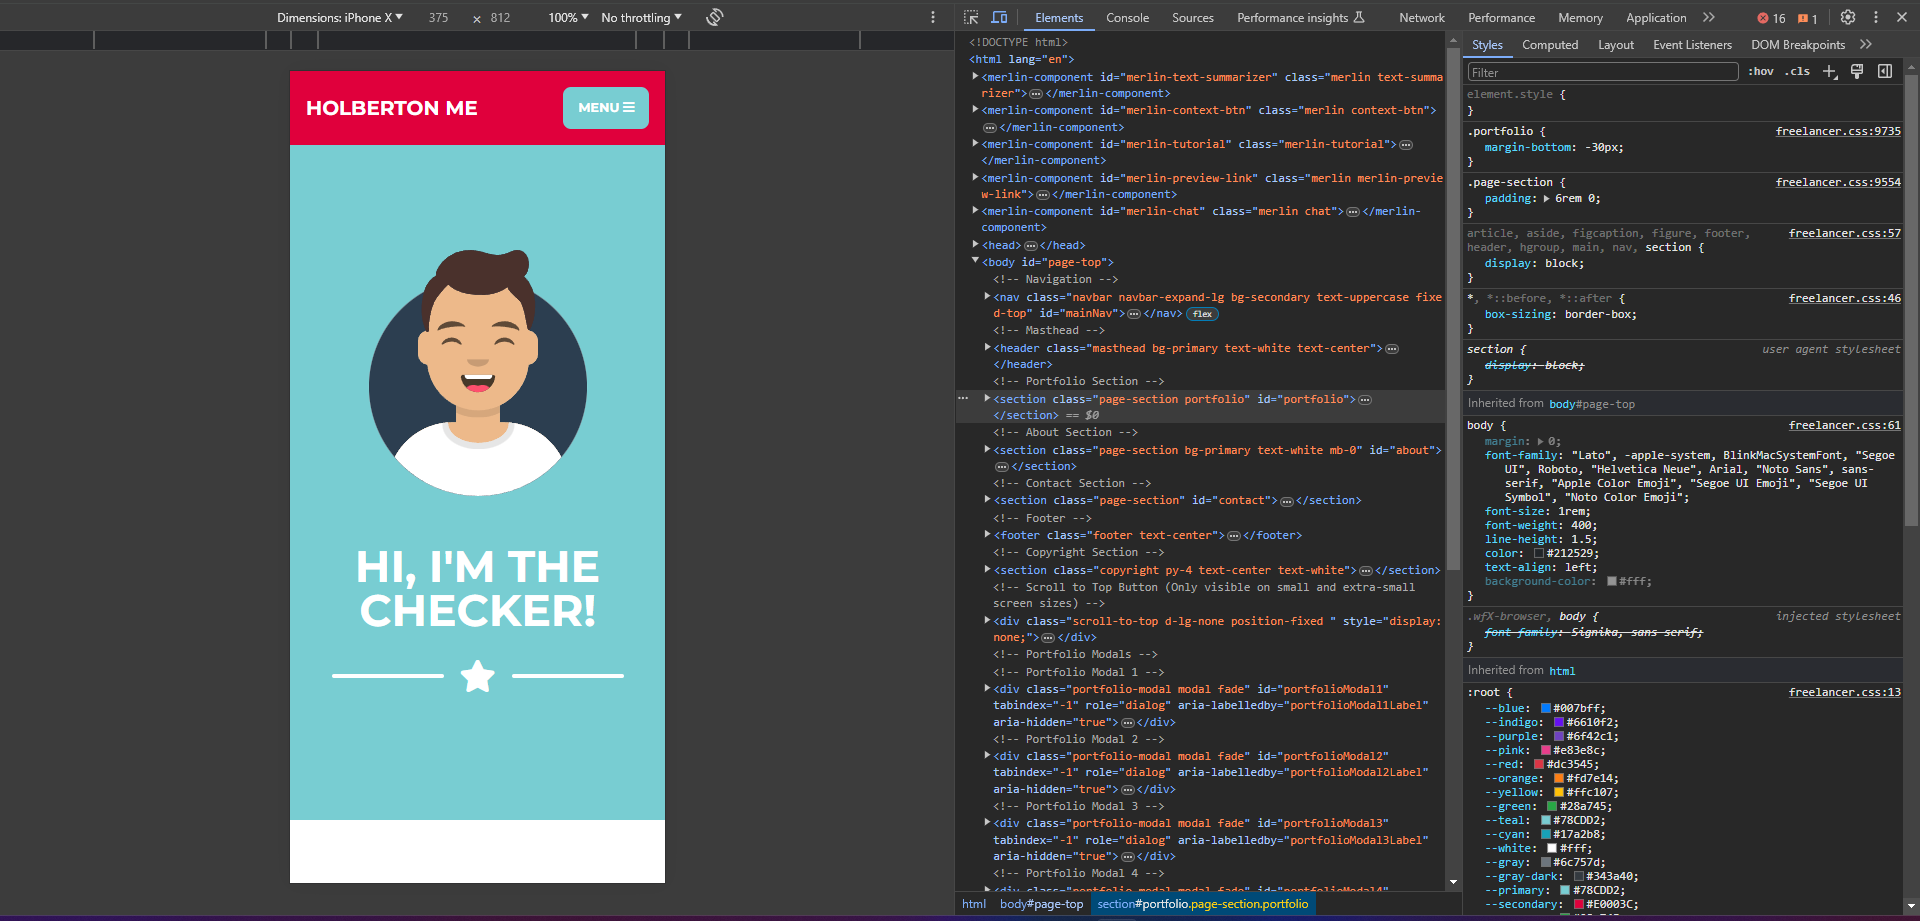 Dimensions: iPhone X ▼ 375 × 812 100% ▼ No throttling ▼
HOLBERTON ME
MENU ☰
HI, I'M THE
CHECKER!
Elements Console Sources Performance insights Network Performance Memory Application » 16 1
<!DOCTYPE html>
<html lang="en">
<merlin-component id="merlin-text-summarizer" class="merlin text-summa
rizer">…</merlin-component>
<merlin-component id="merlin-context-btn" class="merlin context-btn">
…</merlin-component>
<merlin-component id="merlin-tutorial" class="merlin-tutorial">…
</merlin-component>
<merlin-component id="merlin-preview-link" class="merlin merlin-previe
w-link">…</merlin-component>
<merlin-component id="merlin-chat" class="merlin chat">…</merlin-
component>
<head>…</head>
<body id="page-top">
<!-- Navigation -->
<nav class="navbar navbar-expand-lg bg-secondary text-uppercase fixe
d-top" id="mainNav">…</nav> flex
<!-- Masthead -->
<header class="masthead bg-primary text-white text-center">…
</header>
<!-- Portfolio Section -->
<section class="page-section portfolio" id="portfolio">…
</section> == $0
<!-- About Section -->
<section class="page-section bg-primary text-white mb-0" id="about">
…</section>
<!-- Contact Section -->
<section class="page-section" id="contact">…</section>
<!-- Footer -->
<footer class="footer text-center">…</footer>
<!-- Copyright Section -->
<section class="copyright py-4 text-center text-white">…</section>
<!-- Scroll to Top Button (Only visible on small and extra-small
screen sizes) -->
<div class="scroll-to-top d-lg-none position-fixed " style="display:
none;">…</div>
<!-- Portfolio Modals -->
<!-- Portfolio Modal 1 -->
<div class="portfolio-modal modal fade" id="portfolioModal1"
tabindex="-1" role="dialog" aria-labelledby="portfolioModal1Label"
aria-hidden="true">…</div>
<!-- Portfolio Modal 2 -->
<div class="portfolio-modal modal fade" id="portfolioModal2"
tabindex="-1" role="dialog" aria-labelledby="portfolioModal2Label"
aria-hidden="true">…</div>
<!-- Portfolio Modal 3 -->
<div class="portfolio-modal modal fade" id="portfolioModal3"
tabindex="-1" role="dialog" aria-labelledby="portfolioModal3Label"
aria-hidden="true">…</div>
<!-- Portfolio Modal 4 -->
html body#page-top section#portfolio.page-section.portfolio
Styles Computed Layout Event Listeners DOM Breakpoints »
Filter :hov .cls
element.style {
}
.portfolio { freelancer.css:9735
margin-bottom: -30px;
}
.page-section { freelancer.css:9554
padding: 6rem 0;
}
article, aside, figcaption, figure, footer, freelancer.css:57
header, hgroup, main, nav, section {
display: block;
}
*, *::before, *::after { freelancer.css:46
box-sizing: border-box;
}
section { user agent stylesheet
display: block;
}
Inherited from body#page-top
body { freelancer.css:61
margin: 0;
font-family: "Lato", -apple-system, BlinkMacSystemFont, "Segoe
UI", Roboto, "Helvetica Neue", Arial, "Noto Sans", sans-
serif, "Apple Color Emoji", "Segoe UI Emoji", "Segoe UI
Symbol", "Noto Color Emoji";
font-size: 1rem;
font-weight: 400;
line-height: 1.5;
color: #212529;
text-align: left;
background-color: #fff;
}
.wfX-browser, body { injected stylesheet
font-family: Signika, sans-serif;
}
Inherited from html
:root { freelancer.css:13
--blue: #007bff;
--indigo: #6610f2;
--purple: #6f42c1;
--pink: #e83e8c;
--red: #dc3545;
--orange: #fd7e14;
--yellow: #ffc107;
--green: #28a745;
--teal: #78CDD2;
--cyan: #17a2b8;
--white: #fff;
--gray: #6c757d;
--gray-dark: #343a40;
--primary: #78CDD2;
--secondary: #E0003C;